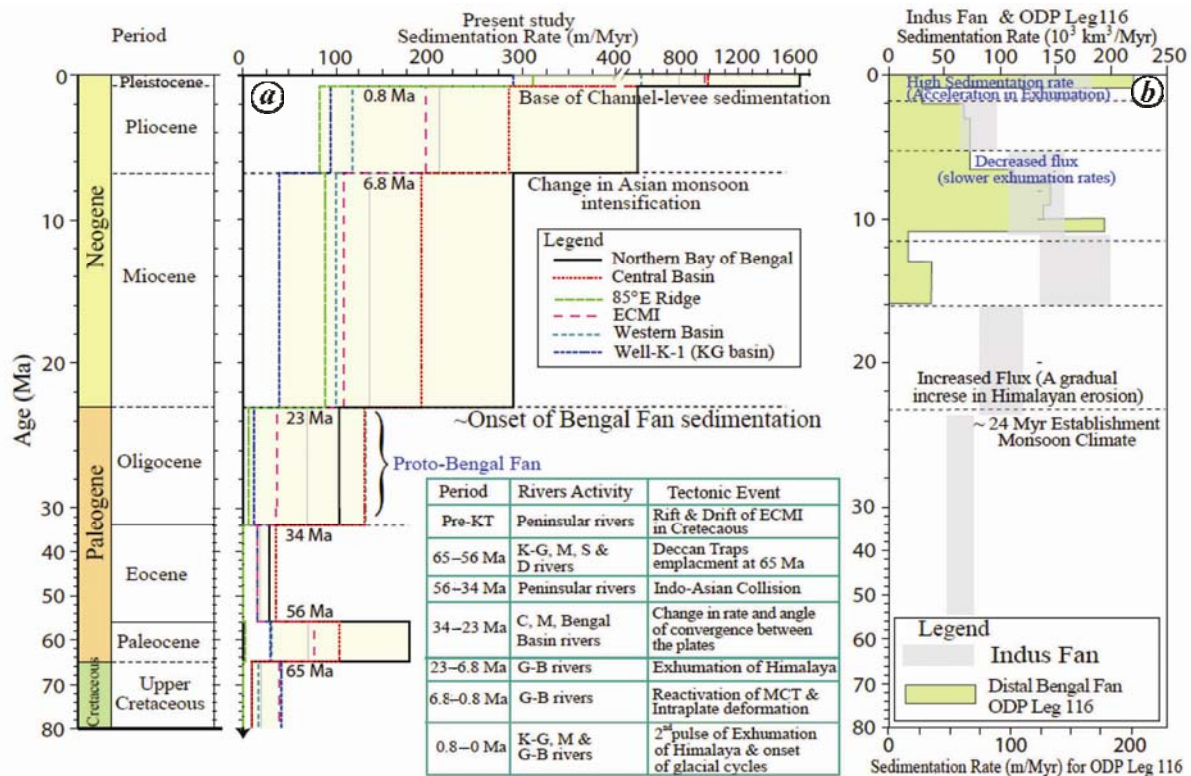 Period
Present study
Sedimentation Rate (m/Myr)
0 100 200 300 400 800 1600
a
Age (Ma)
0
10
20
30
40
50
60
70
80
Neogene
Paleogene
Cretaceous
Pleistocene
Pliocene
Miocene
Oligocene
Eocene
Paleocene
Upper
Cretaceous
0.8 Ma
Base of Channel-levee sedimentation
6.8 Ma
Change in Asian monsoon
intensification
Legend
Northern Bay of Bengal
Central Basin
85°E Ridge
ECMI
Western Basin
Well-K-1 (KG basin)
23 Ma
~Onset of Bengal Fan sedimentation
Proto-Bengal Fan
34 Ma
56 Ma
65 Ma
Period Rivers Activity Tectonic Event
Pre-KT Peninsular rivers Rift & Drift of ECMI
in Cretecaous
65–56 Ma K-G, M, S &
D rivers Deccan Traps
emplacment at 65 Ma
56–34 Ma Peninsular rivers Indo-Asian Collision
34–23 Ma C, M, Bengal
Basin rivers Change in rate and angle
of convergence between
the plates
23–6.8 Ma G-B rivers Exhumation of Himalaya
6.8–0.8 Ma G-B rivers Reactivation of MCT &
Intraplate deformation
0.8–0 Ma K-G, M &
G-B rivers 2nd pulse of Exhumation
of Himalaya & onset
of glacial cycles
Indus Fan & ODP Leg116
Sedimentation Rate (10³ km³/Myr)
0 50 100 150 200 250
b
0
10
20
30
40
50
60
70
80
High Sedimentation rate
(Acceleration in Exhumation)
Decreased flux
(slower exhumation rates)
Increased Flux (A gradual
increse in Himalayan erosion)
~ 24 Myr Establishment
Monsoon Climate
Legend
Indus Fan
Distal Bengal Fan
ODP Leg 116
0 100 200
Sedimentation Rate (m/Myr) for ODP Leg 116